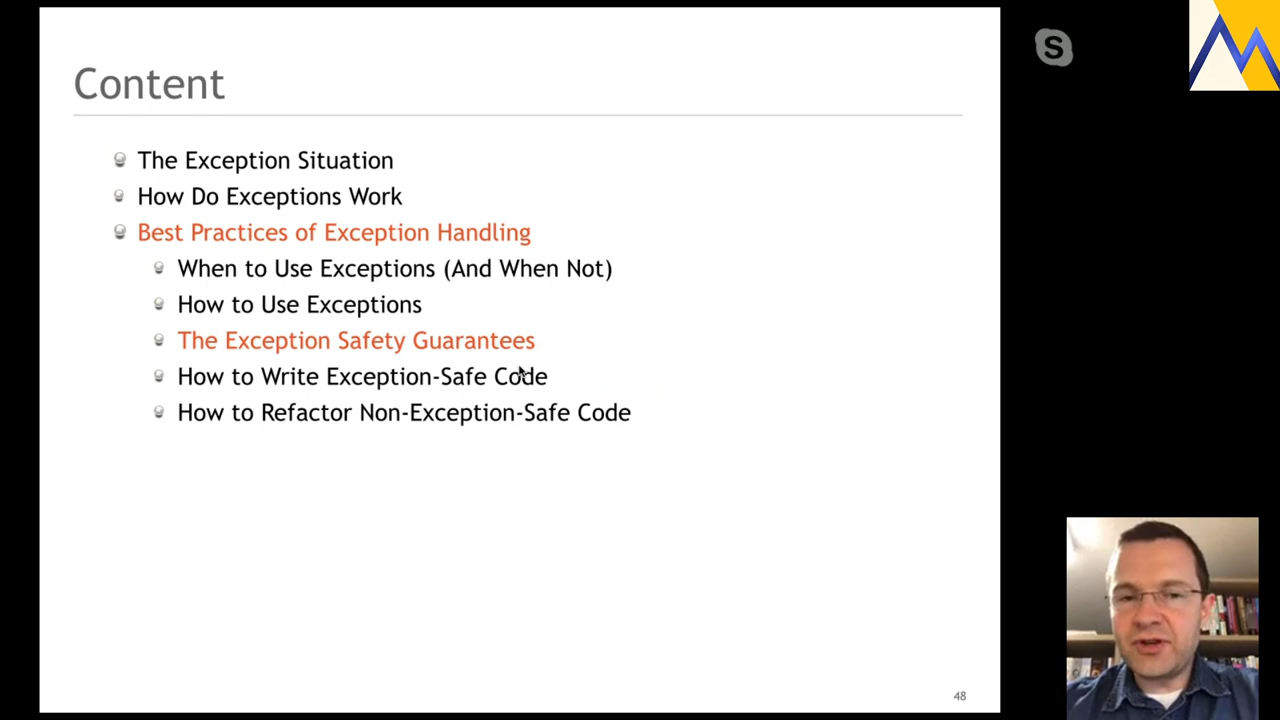 Content
The Exception Situation
How Do Exceptions Work
Best Practices of Exception Handling
When to Use Exceptions (And When Not)
How to Use Exceptions
The Exception Safety Guarantees
How to Write Exception-Safe Code
How to Refactor Non-Exception-Safe Code
48
S